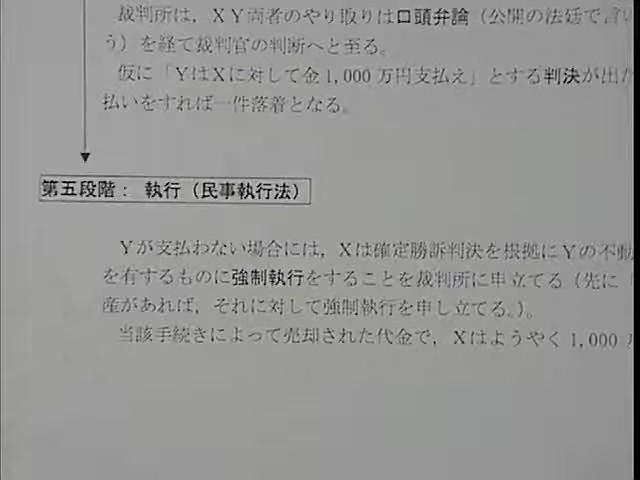 裁判所は，ＸＹ両者のやり取りは口頭弁論（公開の法廷で言い
う）を経て裁判官の判断へと至る。
仮に「ＹはＸに対して金1,000万円支払え」とする判決が出た
払いをすれば一件落着となる。
第五段階： 執行（民事執行法）
Ｙが支払わない場合には，Ｘは確定勝訴判決を根拠にＹの不動
を有するものに強制執行をすることを裁判所に申立てる（先に「
産があれば，それに対して強制執行を申し立てる。）。
当該手続きによって売却された代金で，Ｘはようやく1,000